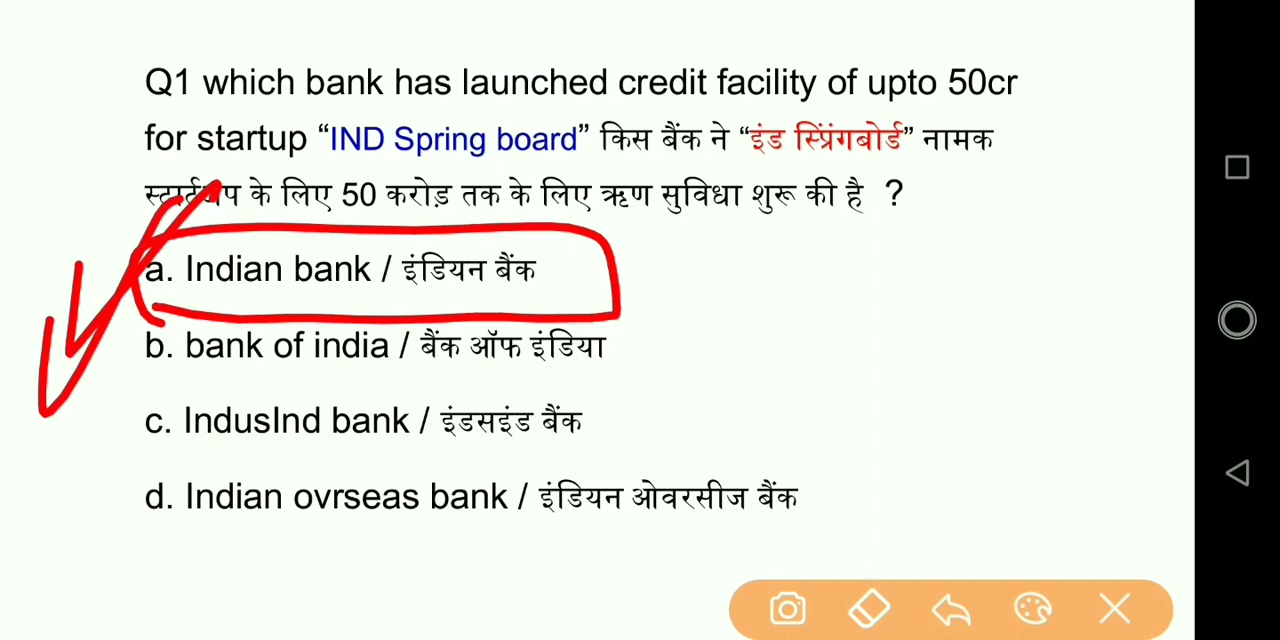 Q1 which bank has launched credit facility of upto 50cr
for startup “IND Spring board” किस बैंक ने “इंड स्प्रिंगबोर्ड” नामक
स्टार्टअप के लिए 50 करोड़ तक के लिए ऋण सुविधा शुरू की है ?
a. Indian bank / इंडियन बैंक
b. bank of india / बैंक ऑफ इंडिया
c. IndusInd bank / इंडसइंड बैंक
d. Indian ovrseas bank / इंडियन ओवरसीज बैंक